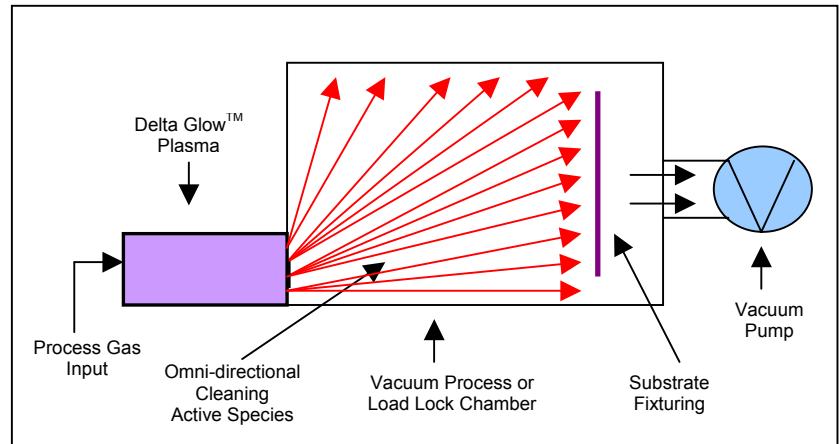 Delta Glow™
Plasma
Process Gas
Input
Omni-directional
Cleaning
Active Species
Vacuum Process or
Load Lock Chamber
Substrate
Fixturing
Vacuum
Pump